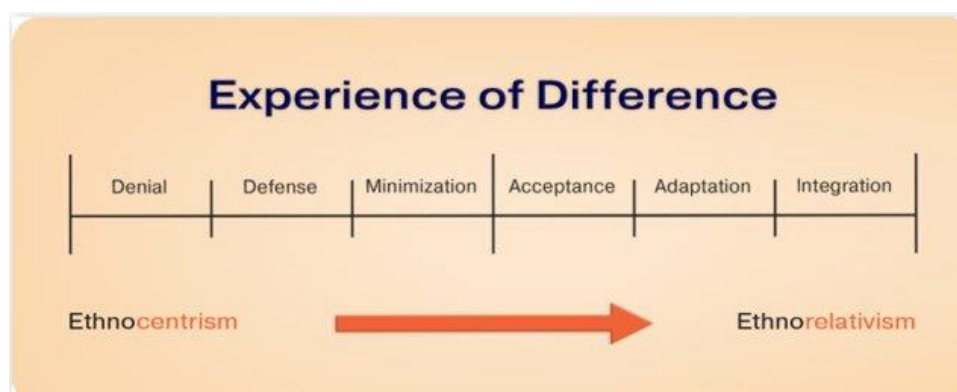 Experience of Difference
Denial Defense Minimization Acceptance Adaptation Integration
Ethnocentrism Ethnorelativism